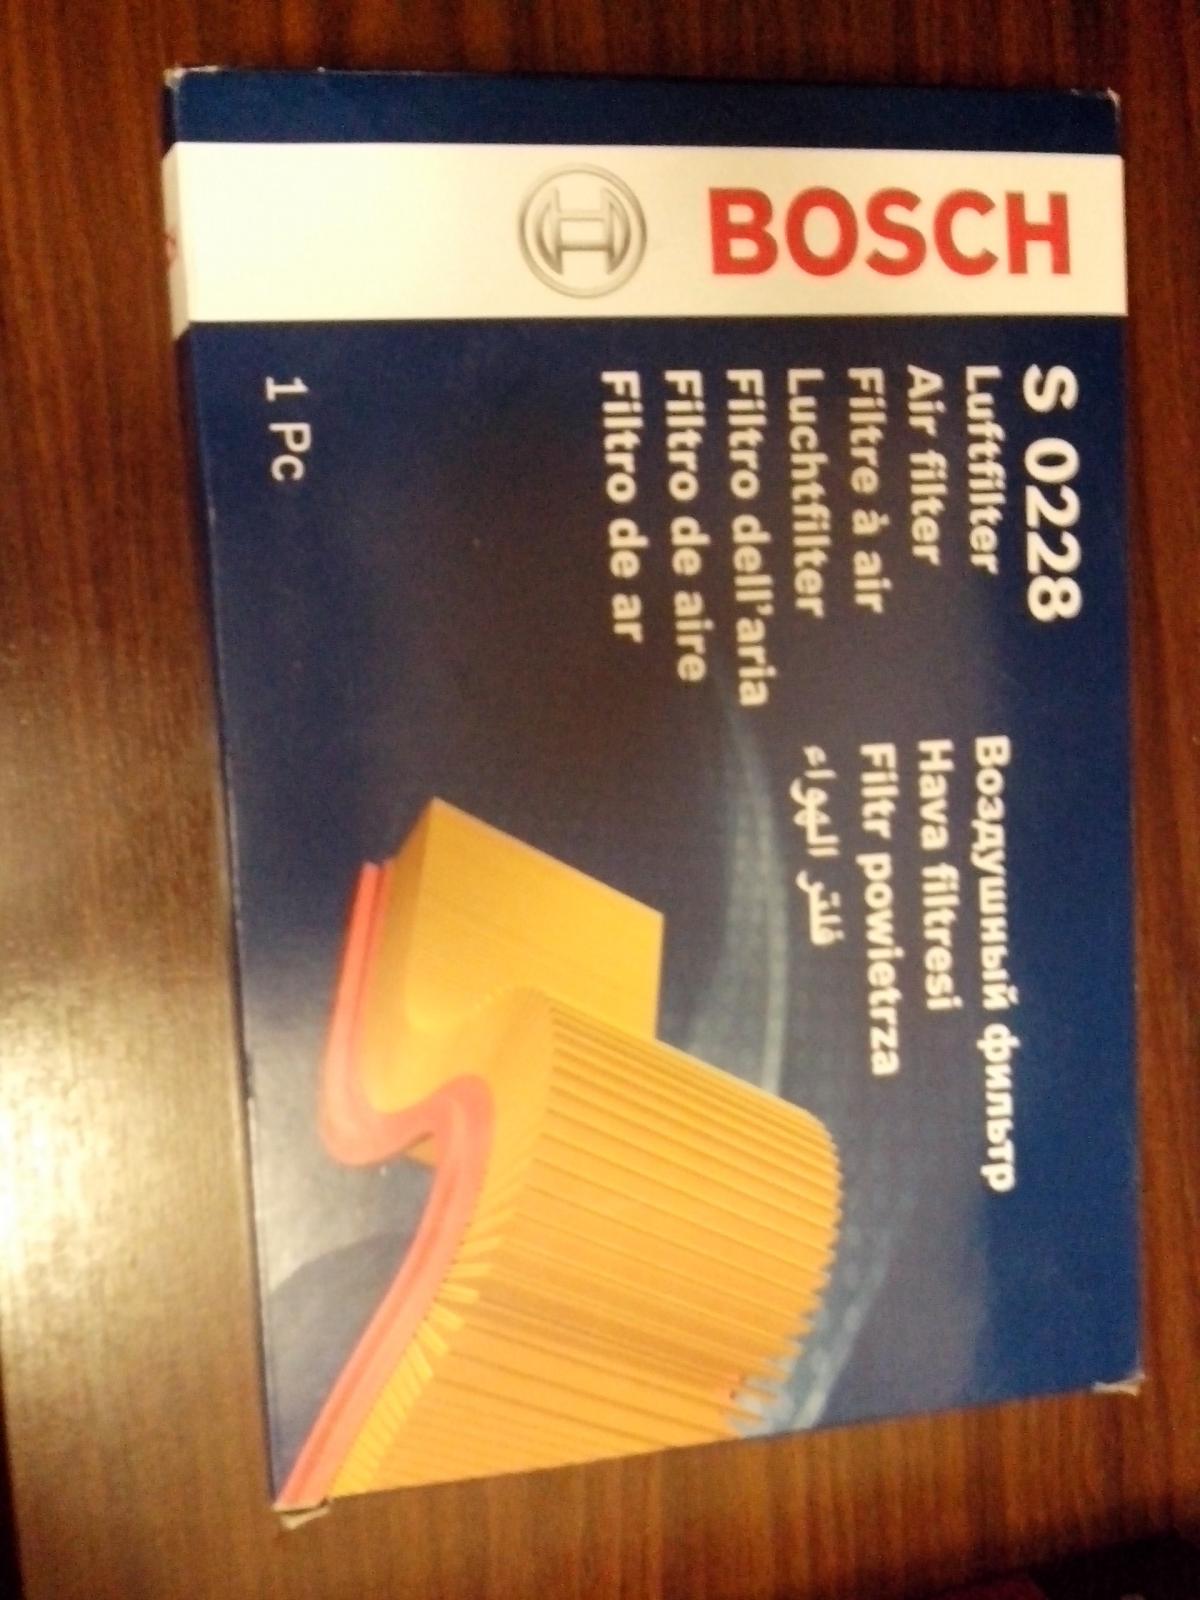 BOSCH
S 0228
Luftfilter
Air filter
Filtre à air
Luchtfilter
Filtro dell'aria
Filtro de aire
Filtro de ar
Воздушный фильтр
Hava filtresi
Filtr powietrza
فلتر الهواء
1 Pc